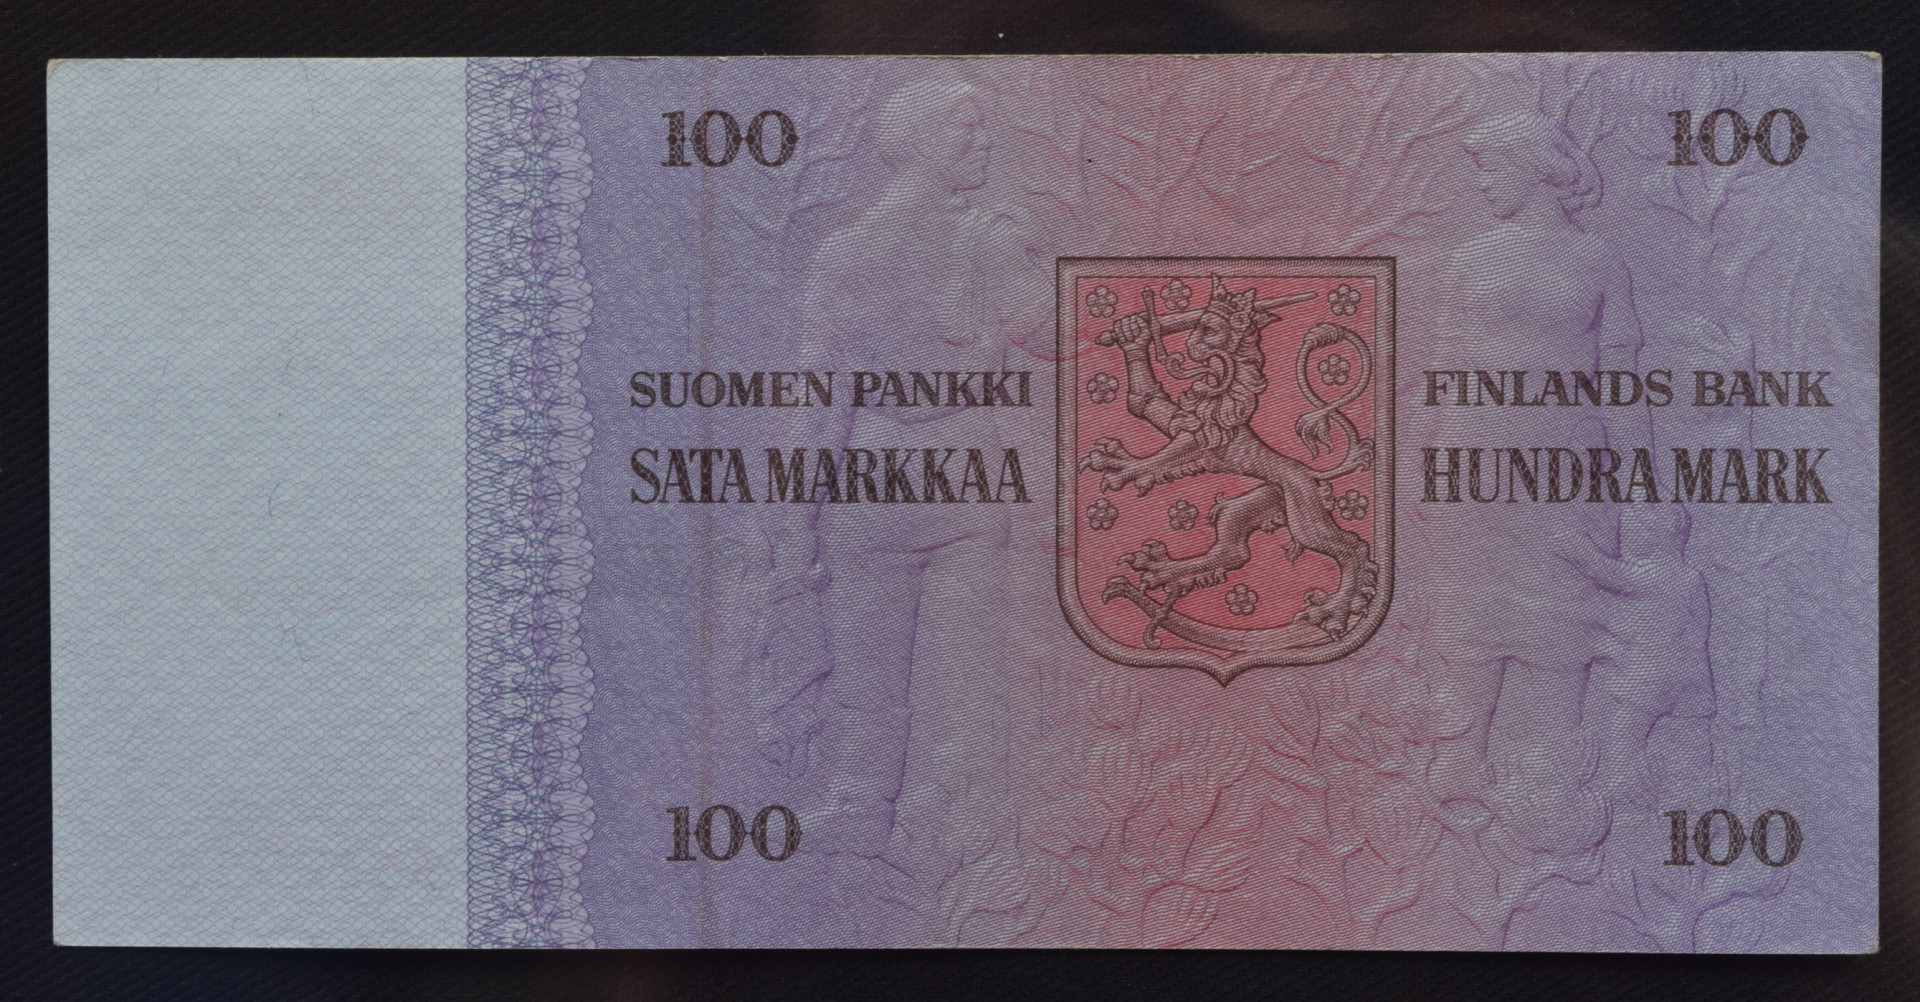 100 100
SUOMEN PANKKI FINLANDS BANK
SATA MARKKAA HUNDRA MARK
100 100